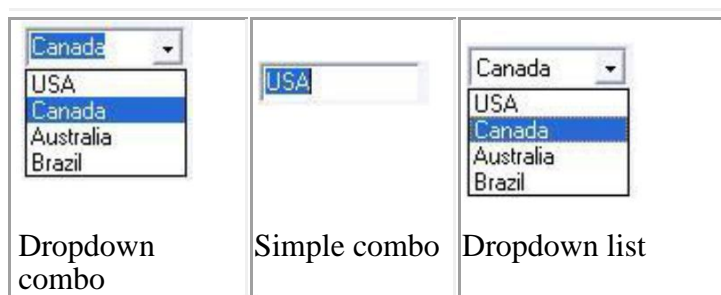 Canada
USA
Canada
Australia
Brazil
Dropdown
combo
USA
Simple combo
Canada
USA
Canada
Australia
Brazil
Dropdown list